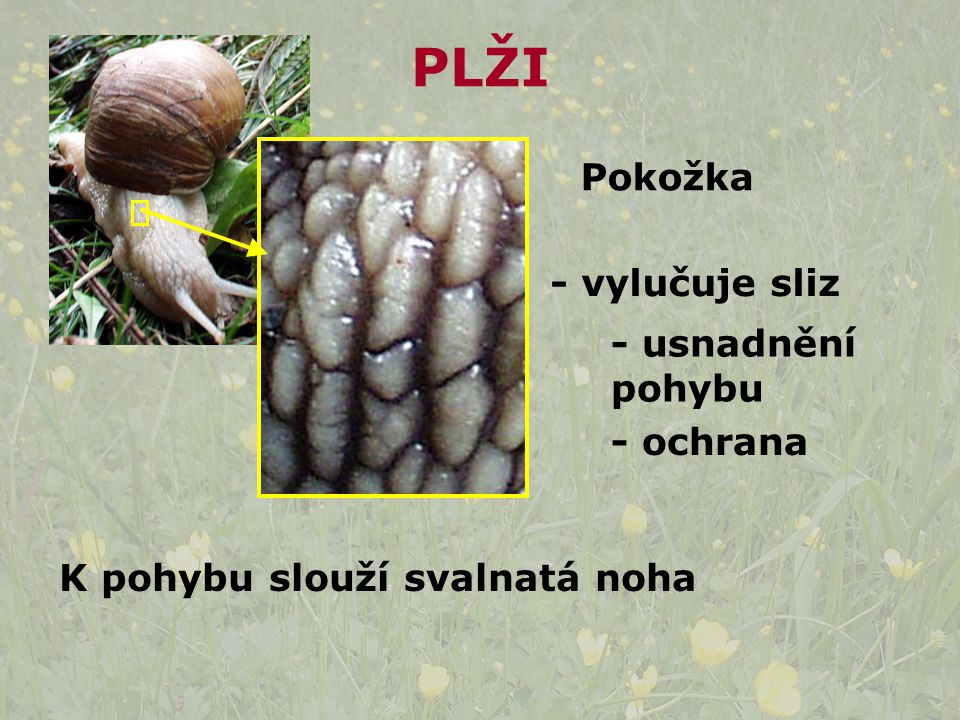 PLŽI
Pokožka
- vylučuje sliz
- usnadnění
pohybu
- ochrana
K pohybu slouží svalnatá noha